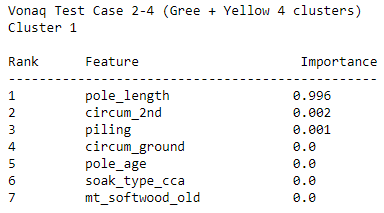 Vonaq Test Case 2-4 (Gree + Yellow 4 clusters)
Cluster 1
Rank Feature Importance
------------------------------------------------
1 pole_length 0.996
2 circum_2nd 0.002
3 piling 0.001
4 circum_ground 0.0
5 pole_age 0.0
6 soak_type_cca 0.0
7 mt_softwood_old 0.0